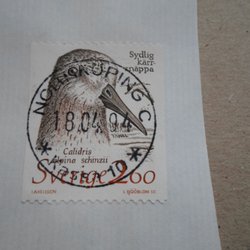 Sydlig
kärr-
snäppa
NORRKÖPING C
18.04.94
Calidris
alpina schinzii
Sverige 2.60